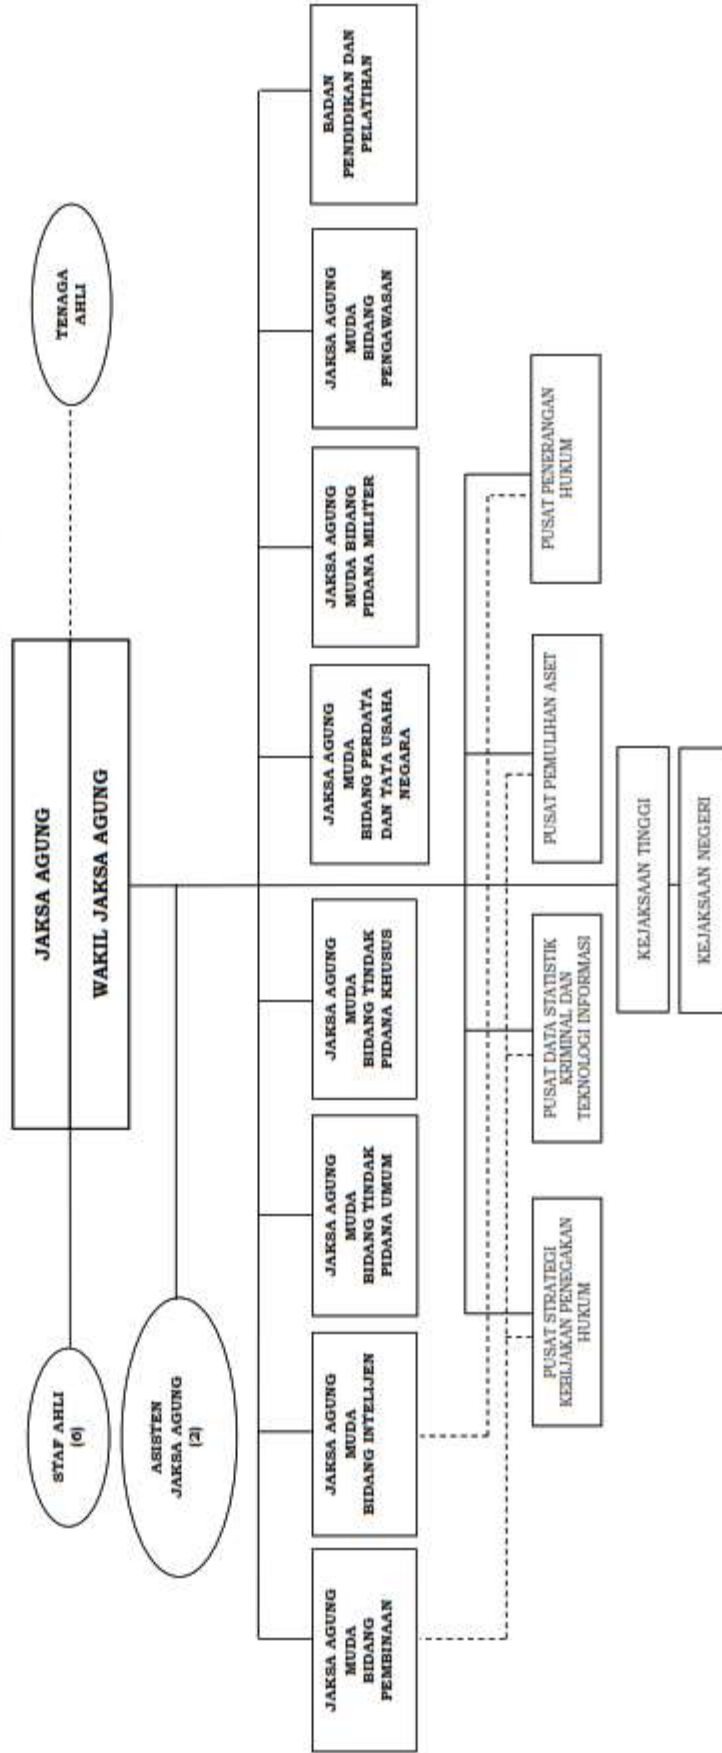 JAKSA AGUNG
WAKIL JAKSA AGUNG
STAF AHLI
(6)
TENAGA
AHLI
ASISTEN
JAKSA AGUNG
(2)
JAKSA AGUNG
MUDA
BIDANG
PEMBINAAN
JAKSA AGUNG
MUDA
BIDANG INTELIJEN
JAKSA AGUNG
MUDA
BIDANG TINDAK
PIDANA UMUM
JAKSA AGUNG
MUDA
BIDANG TINDAK
PIDANA KHUSUS
JAKSA AGUNG
MUDA
BIDANG PERDATA
DAN TATA USAHA
NEGARA
JAKSA AGUNG
MUDA BIDANG
PIDANA MILITER
JAKSA AGUNG
MUDA
BIDANG
PENGAWASAN
BADAN
PENDIDIKAN DAN
PELATIHAN
PUSAT STRATEGI
KEBIJAKAN PENEGAKAN
HUKUM
PUSAT DATA STATISTIK
KRIMINAL DAN
TEKNOLOGI INFORMASI
PUSAT PEMULIHAN ASET
PUSAT PENERANGAN
HUKUM
KEJAKSAAN TINGGI
KEJAKSAAN NEGERI